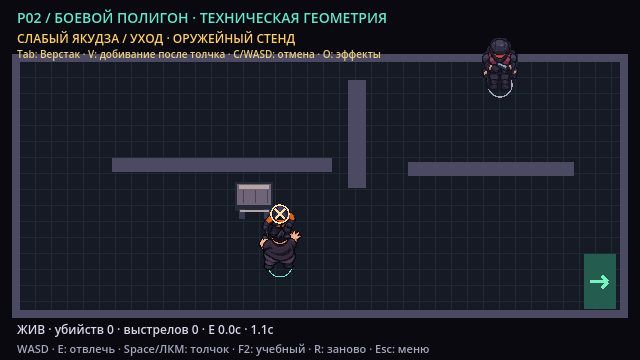 P02 / БОЕВОЙ ПОЛИГОН · ТЕХНИЧЕСКАЯ ГЕОМЕТРИЯ
СЛАБЫЙ ЯКУДЗА / УХОД · ОРУЖЕЙНЫЙ СТЕНД
Tab: Верстак · V: добивание после толчка · C/WASD: отмена · O: эффекты
ЖИВ · убийств 0 · выстрелов 0 · E 0.0с · 1.1с
WASD · E: отвлечь · Space/ЛКМ: толчок · F2: учебный · R: заново · Esc: меню